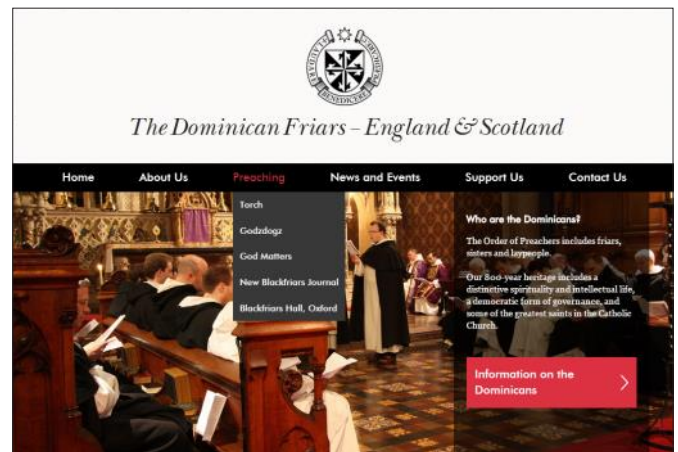 LAUDARE
BENEDICERE
PRAEDICARE
The Dominican Friars – England & Scotland
Home About Us Preaching News and Events Support Us Contact Us
Torch
Godzdogz
God Matters
New Blackfriars Journal
Blackfriars Hall, Oxford
Who are the Dominicans?
The Order of Preachers includes friars,
sisters and laypeople.
Our 800-year heritage includes a
distinctive spirituality and intellectual life,
a democratic form of governance, and
some of the greatest saints in the Catholic
Church.
Information on the
Dominicans